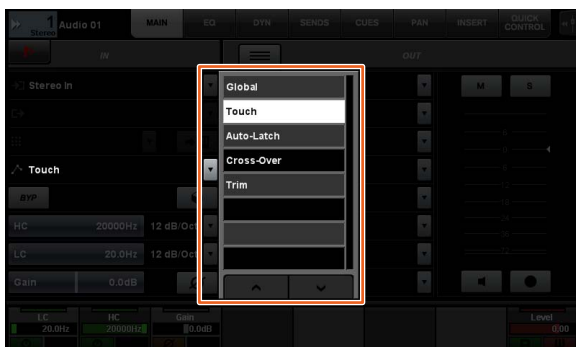 1 Audio 01 MAIN EQ DYN SENDS CUES PAN INSERT QUICK CONTROL
Stereo
IN OUT
Stereo In
M S
Global
Touch
Auto-Latch
Cross-Over
Trim
Touch
BYP
HC 20000Hz 12 dB/Oct
LC 20.0Hz 12 dB/Oct
Gain 0.0dB
LC HC Gain Level
20.0Hz 20000Hz 0.0dB 0.00